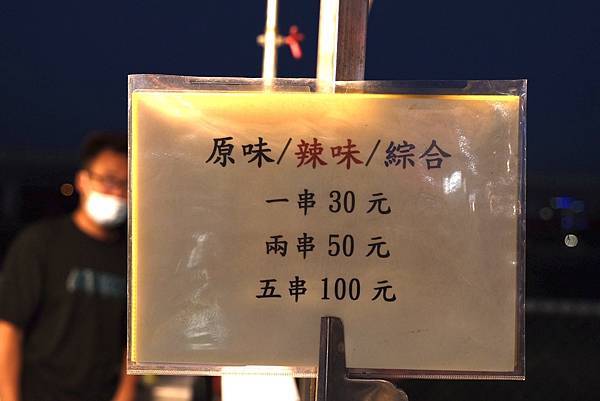 原味/辣味/綜合
一串 30 元
兩串 50 元
五串 100 元